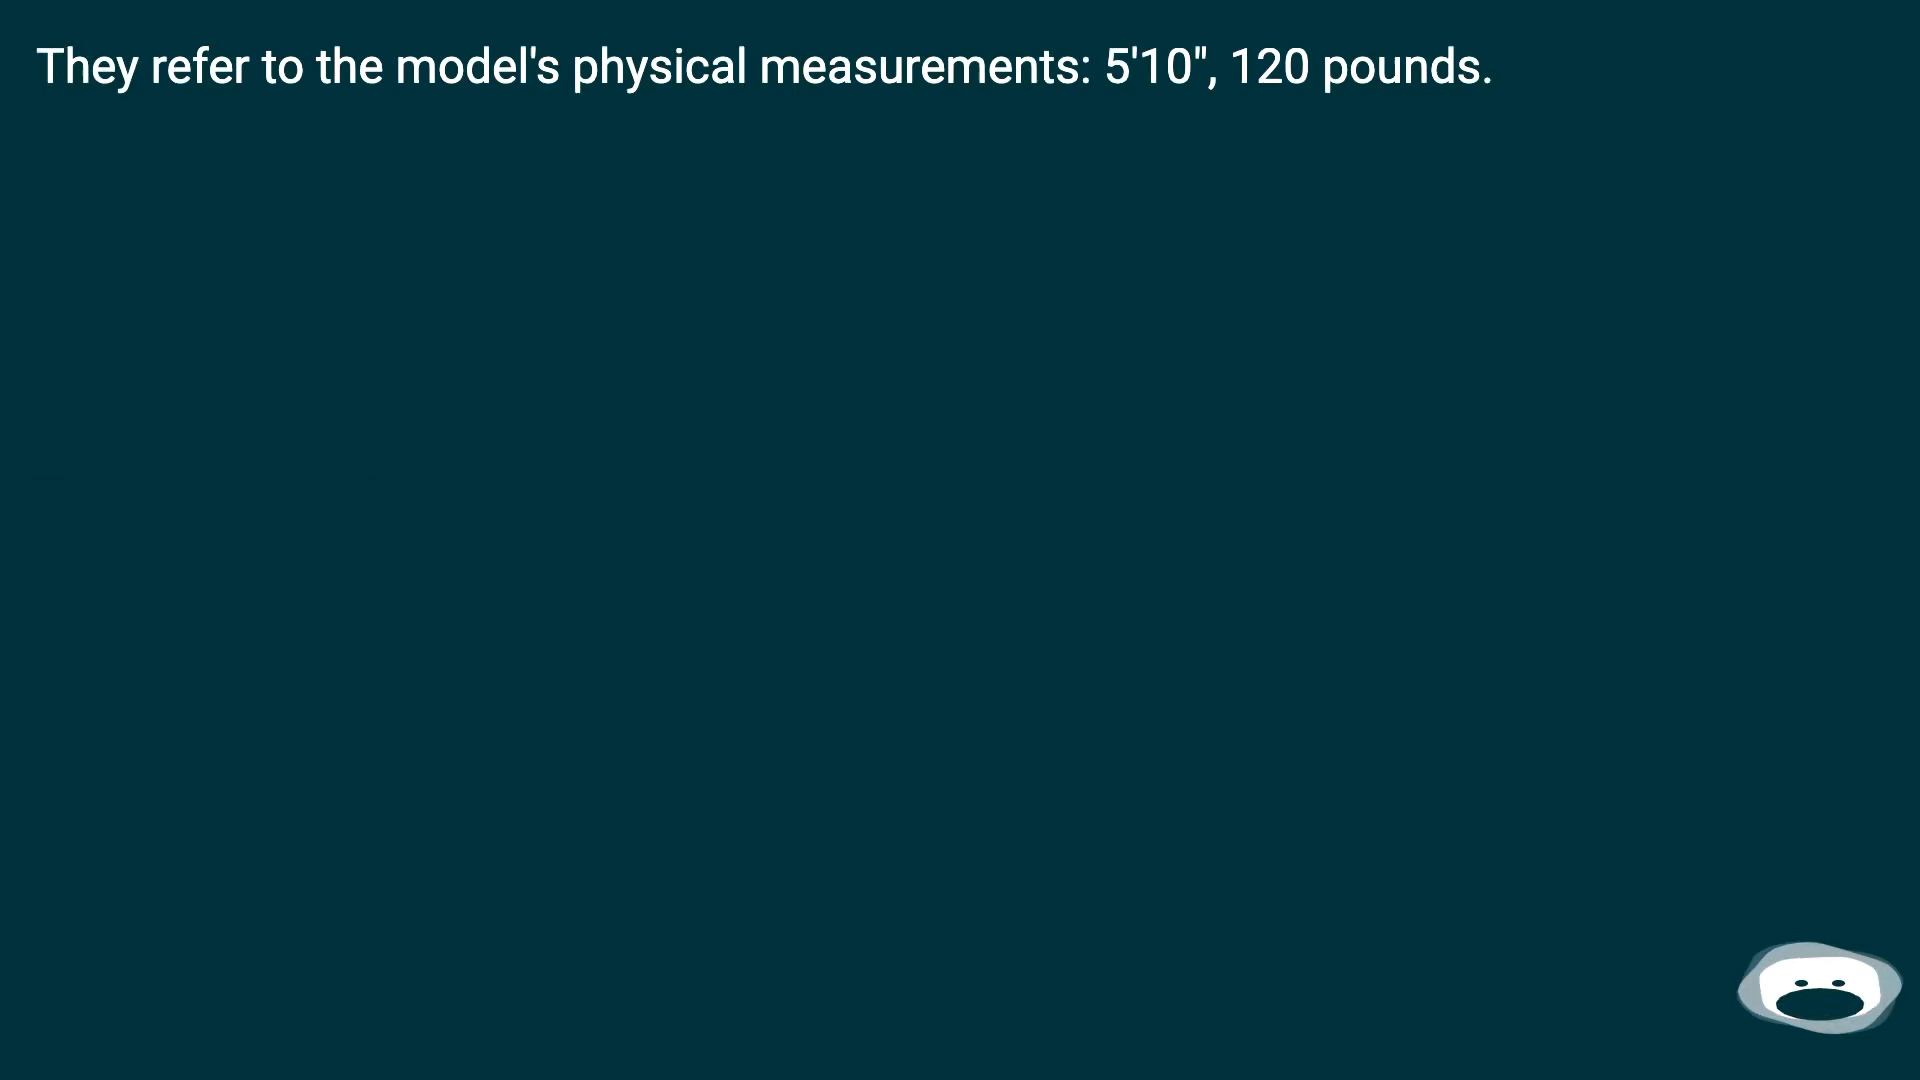 They refer to the model's physical measurements: 5'10", 120 pounds.